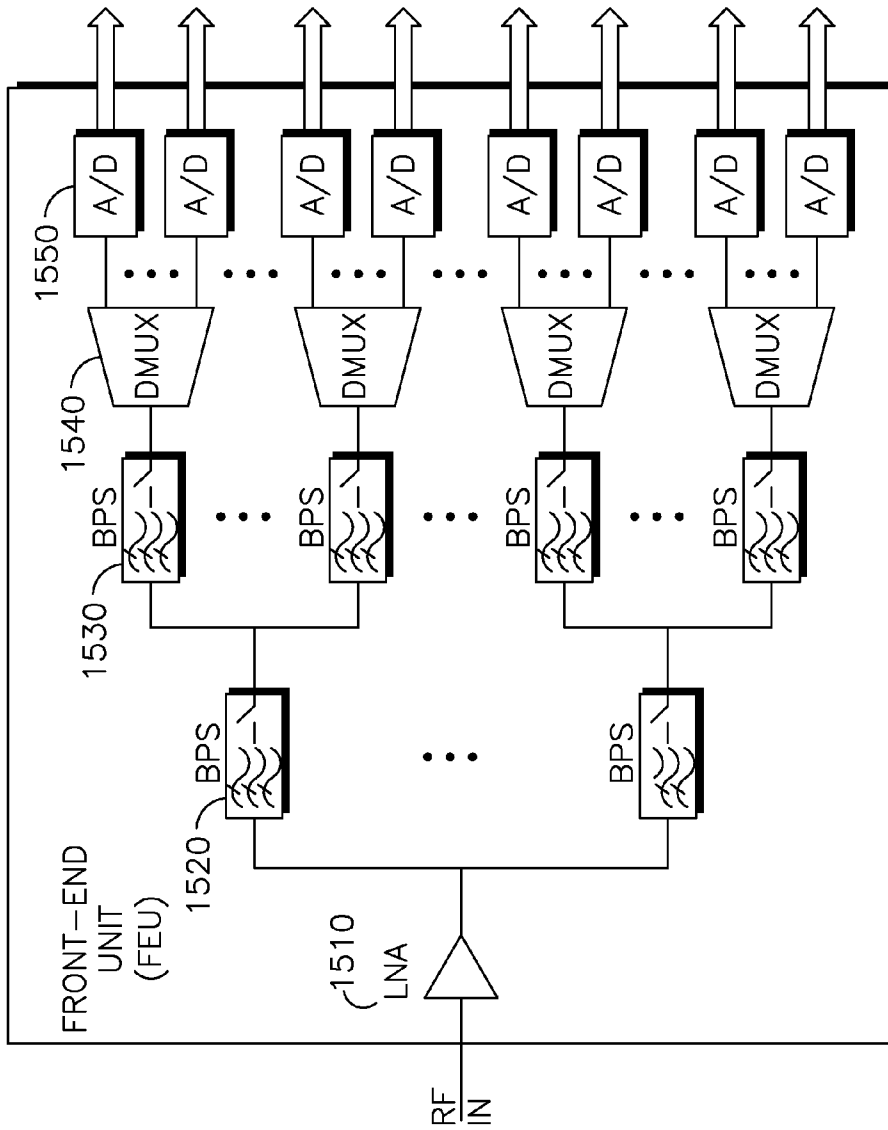 FRONT-END
UNIT
(FEU)
RF
IN
1510
LNA
1520
BPS
BPS
1530
BPS
BPS
BPS
BPS
1540
DMUX
DMUX
DMUX
DMUX
1550
A/D
A/D
A/D
A/D
A/D
A/D
A/D
A/D